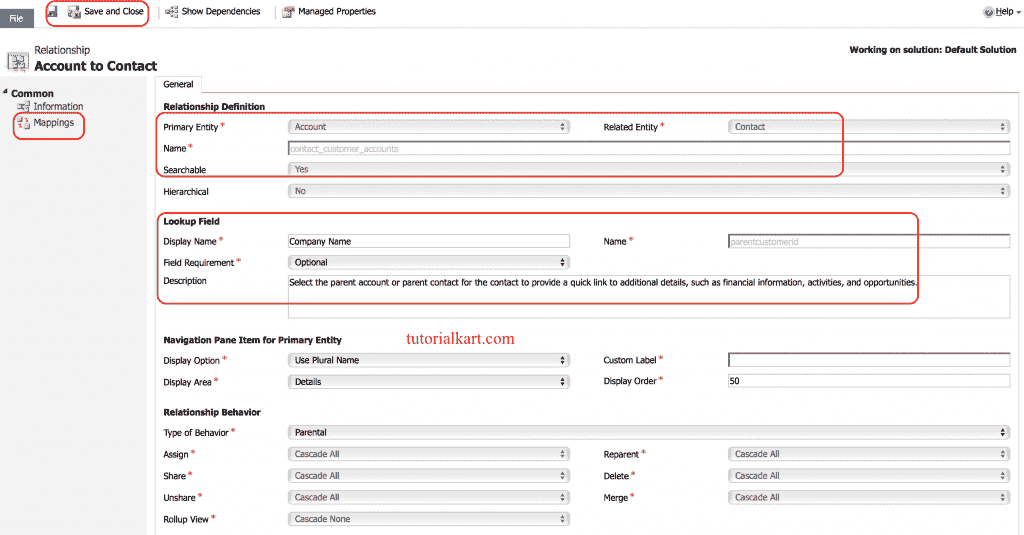 File Save and Close Show Dependencies Managed Properties Help
Relationship
Account to Contact
Working on solution: Default Solution
Common
Information
Mappings
General
Relationship Definition
Primary Entity * Account Related Entity * Contact
Name * contact_customer_accounts
Searchable Yes
Hierarchical No
Lookup Field
Display Name * Company Name Name * parentcustomerid
Field Requirement * Optional
Description Select the parent account or parent contact for the contact to provide a quick link to additional details, such as financial information, activities, and opportunities.
Navigation Pane Item for Primary Entity
tutorialkart.com
Display Option * Use Plural Name Custom Label *
Display Area * Details Display Order * 50
Relationship Behavior
Type of Behavior * Parental
Assign * Cascade All Reparent * Cascade All
Share * Cascade All Delete * Cascade All
Unshare * Cascade All Merge * Cascade All
Rollup View * Cascade None